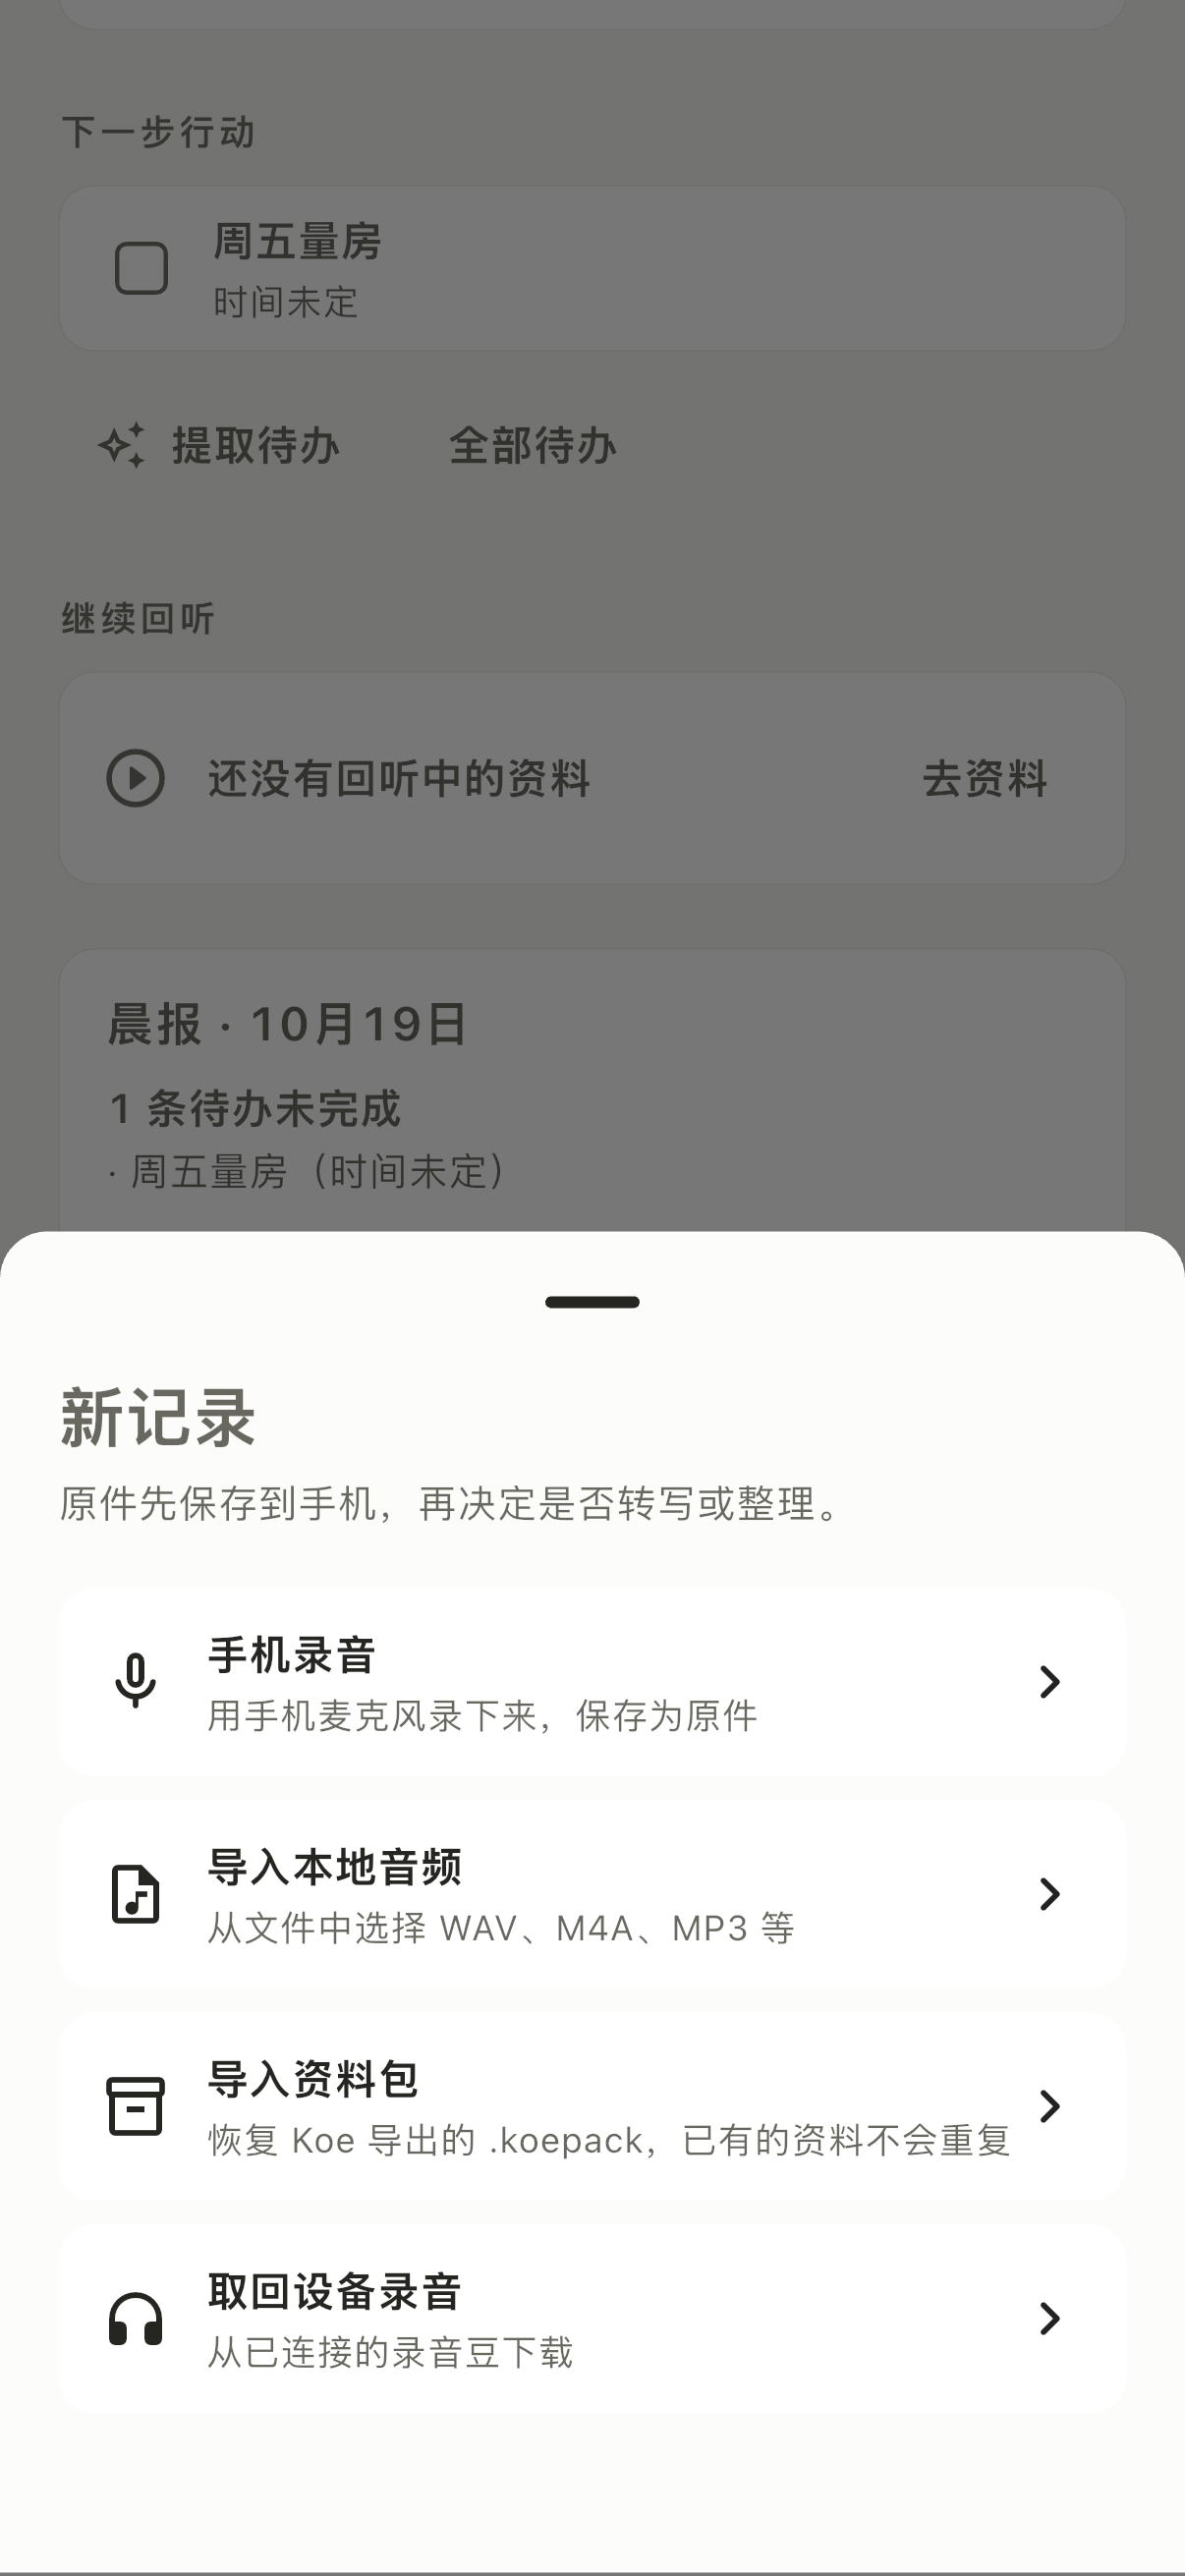 下一步行动
周五量房
时间未定
提取待办 全部待办
继续回听
还没有回听中的资料 去资料
晨报 · 10月19日
1 条待办未完成
· 周五量房（时间未定）
新记录
原件先保存到手机，再决定是否转写或整理。
手机录音
用手机麦克风录下来，保存为原件
导入本地音频
从文件中选择 WAV、M4A、MP3 等
导入资料包
恢复 Koe 导出的 .koepack，已有的资料不会重复
取回设备录音
从已连接的录音豆下载